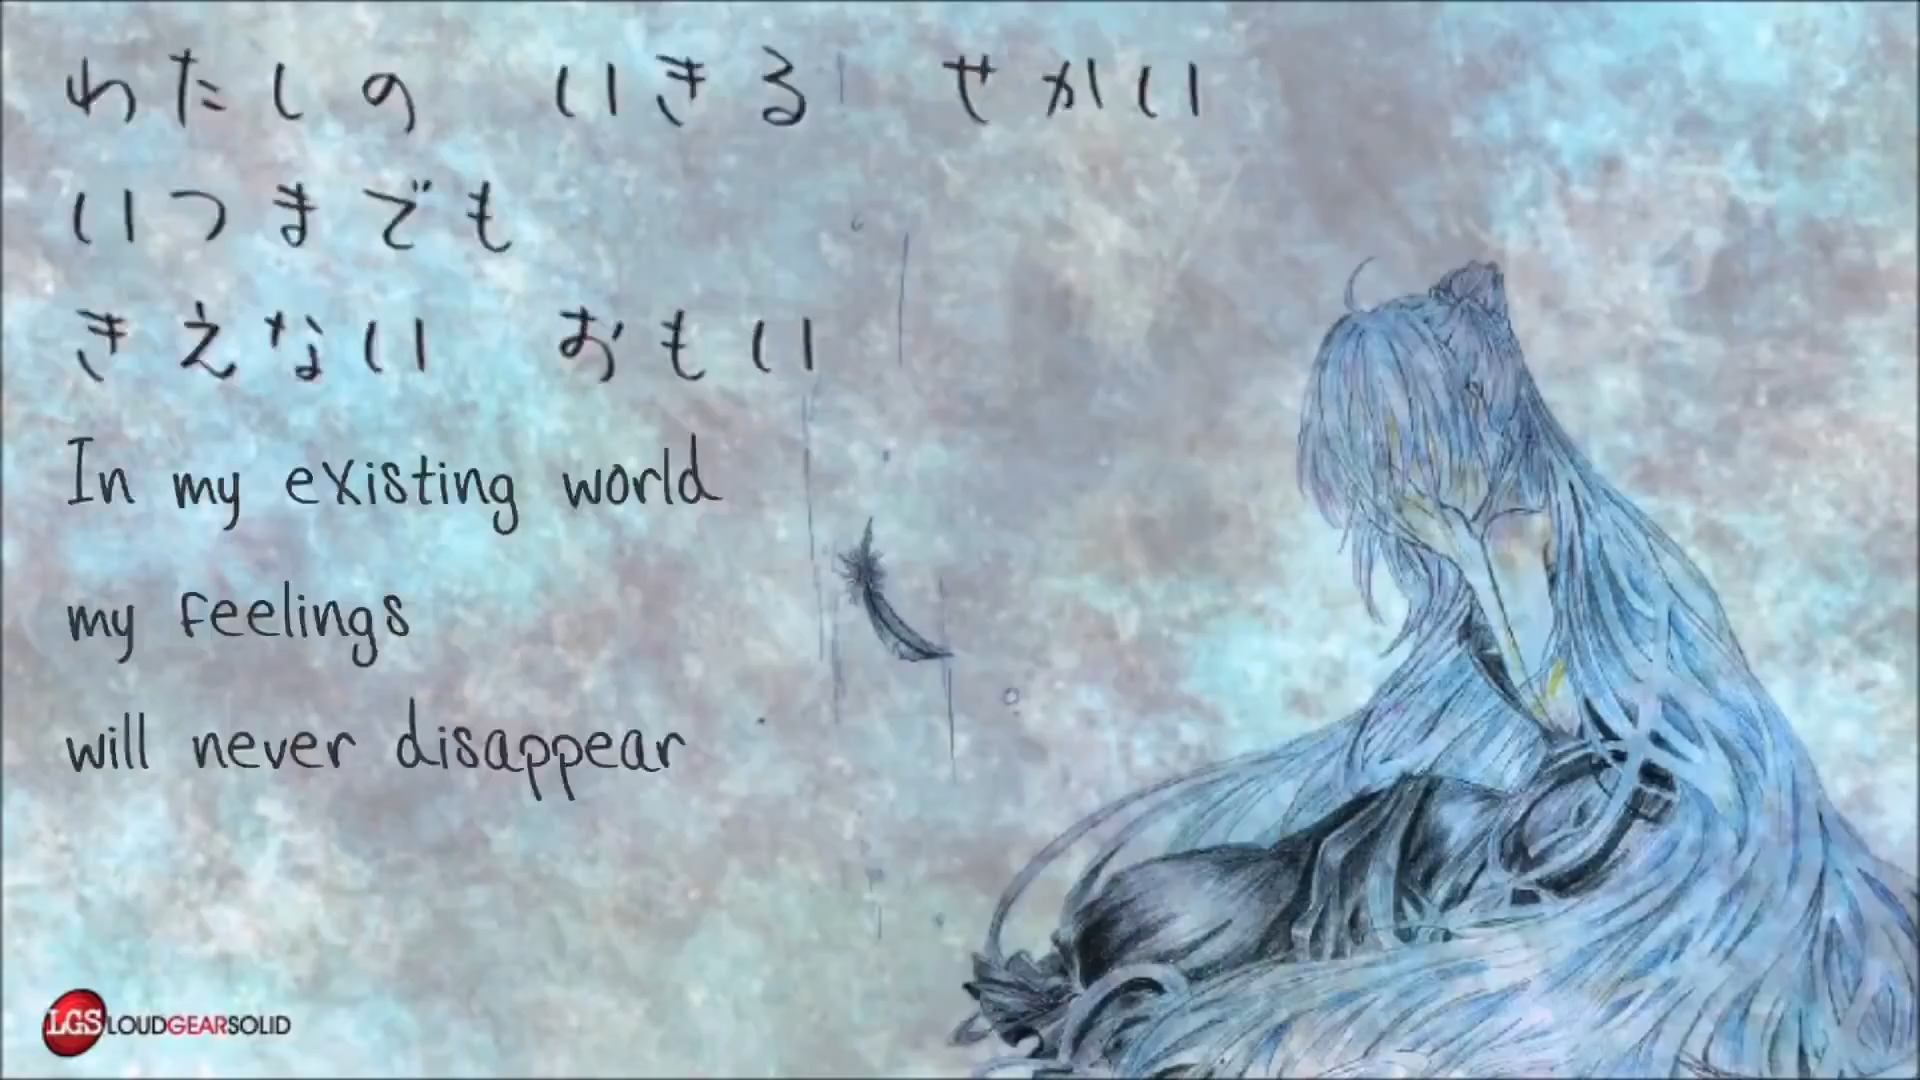 わたしの いきる せかい
いつまでも
きえない おもい
In my existing world
my feelings
will never disappear
LGS LOUDGEARSOLID